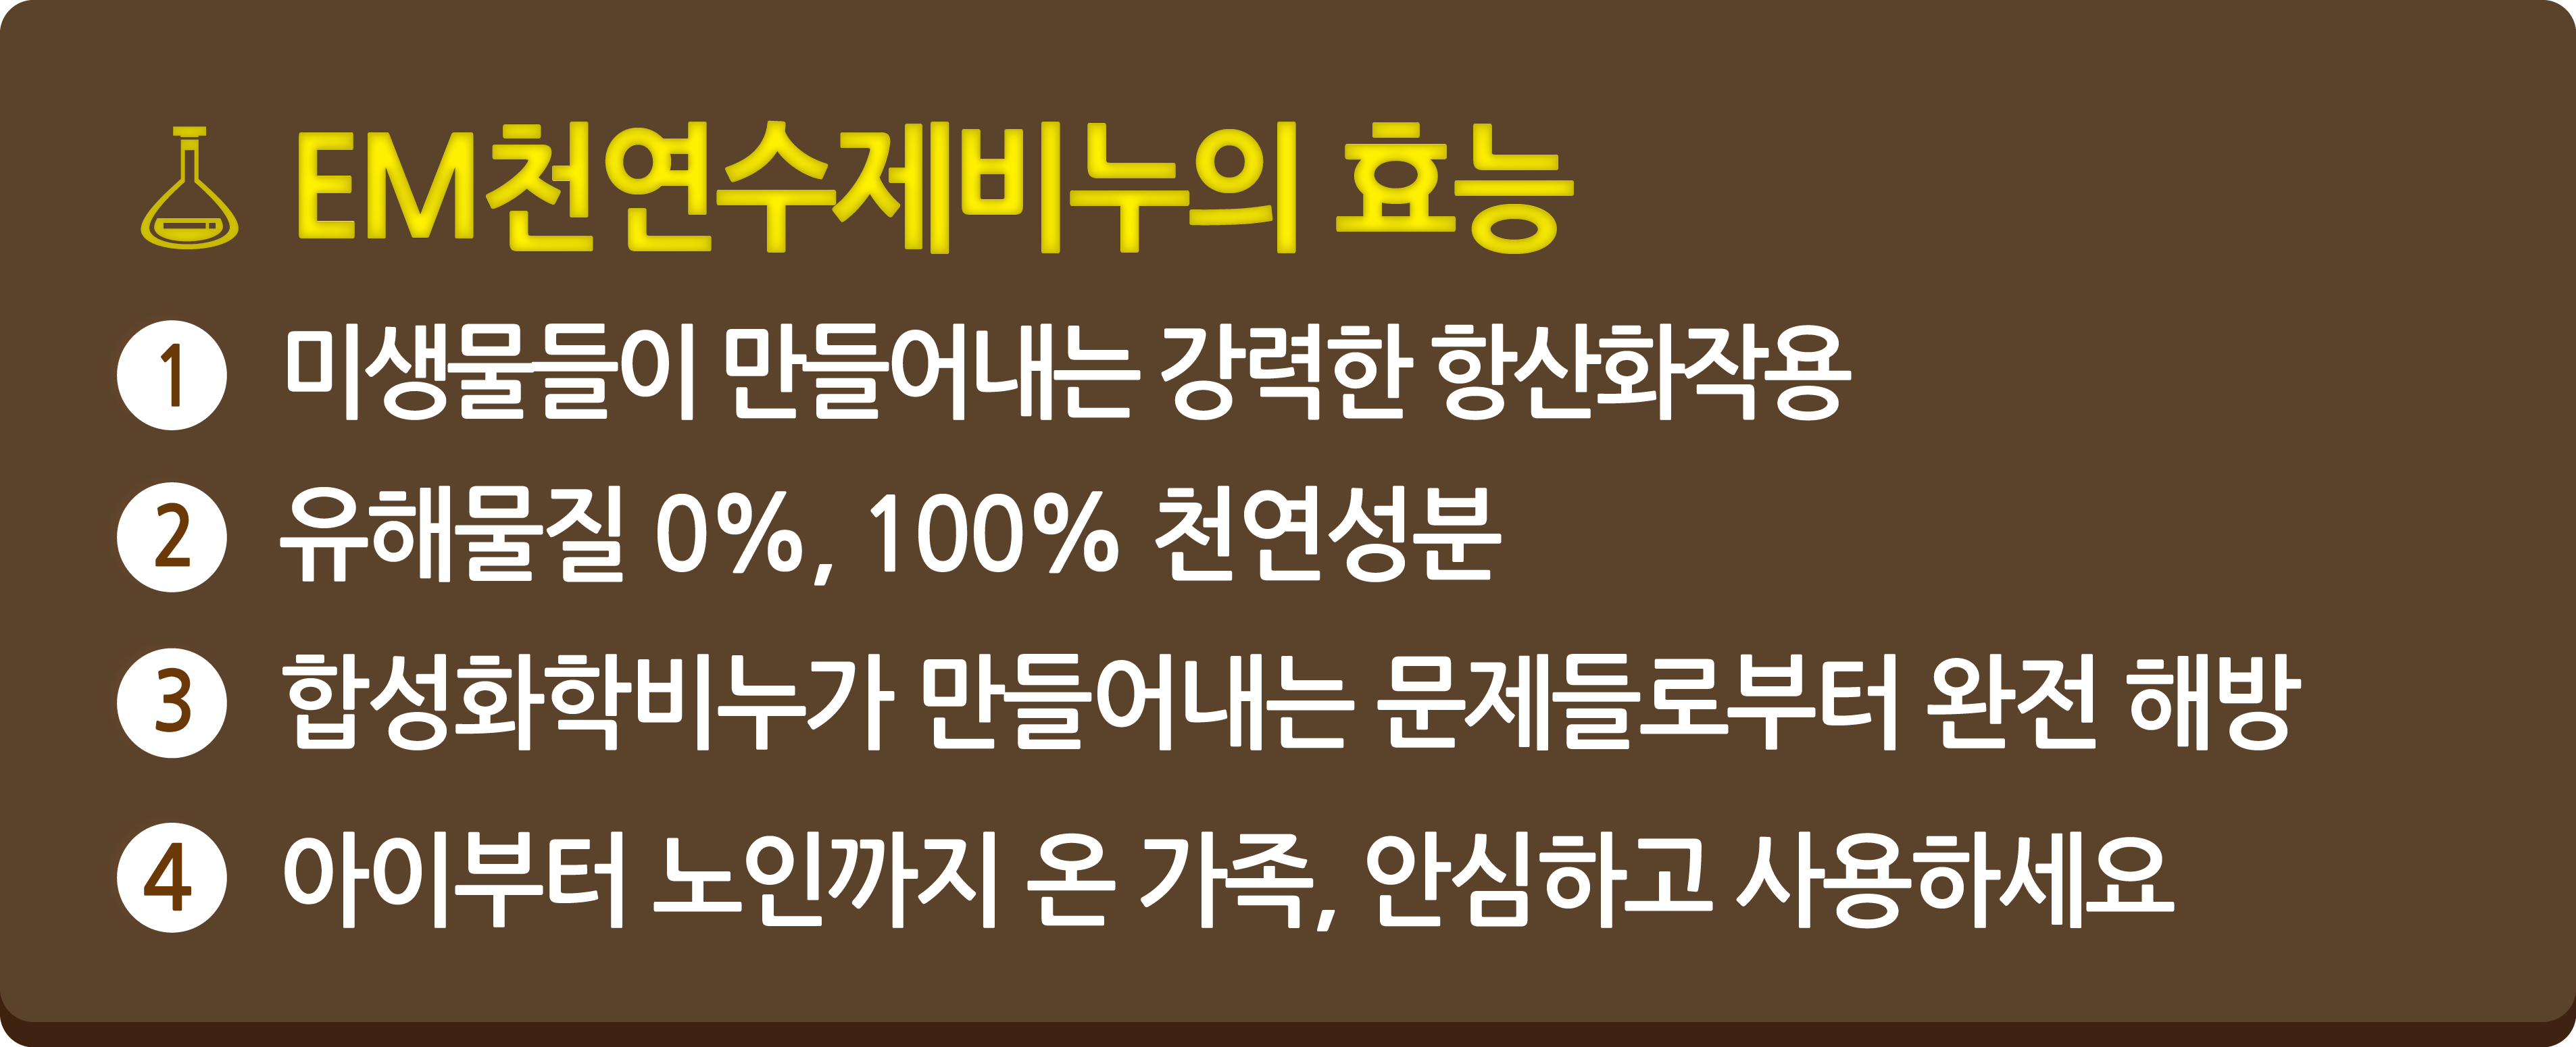 EM천연수제비누의 효능
1 미생물들이 만들어내는 강력한 항산화작용
2 유해물질 0%, 100% 천연성분
3 합성화학비누가 만들어내는 문제들로부터 완전 해방
4 아이부터 노인까지 온 가족, 안심하고 사용하세요